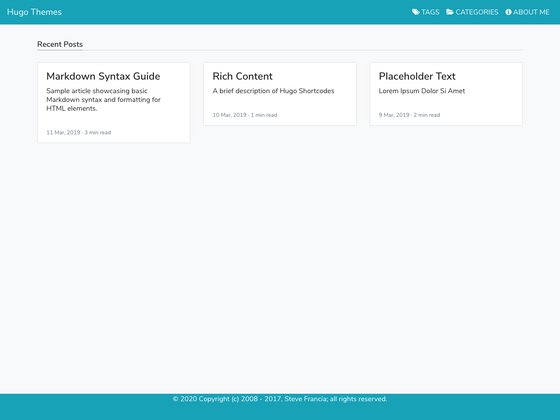 Hugo Themes
TAGS CATEGORIES ABOUT ME
Recent Posts
Markdown Syntax Guide
Sample article showcasing basic
Markdown syntax and formatting for
HTML elements.
11 Mar, 2019 · 3 min read
Rich Content
A brief description of Hugo Shortcodes
10 Mar, 2019 · 1 min read
Placeholder Text
Lorem Ipsum Dolor Si Amet
9 Mar, 2019 · 2 min read
© 2020 Copyright (c) 2008 - 2017, Steve Francia; all rights reserved.